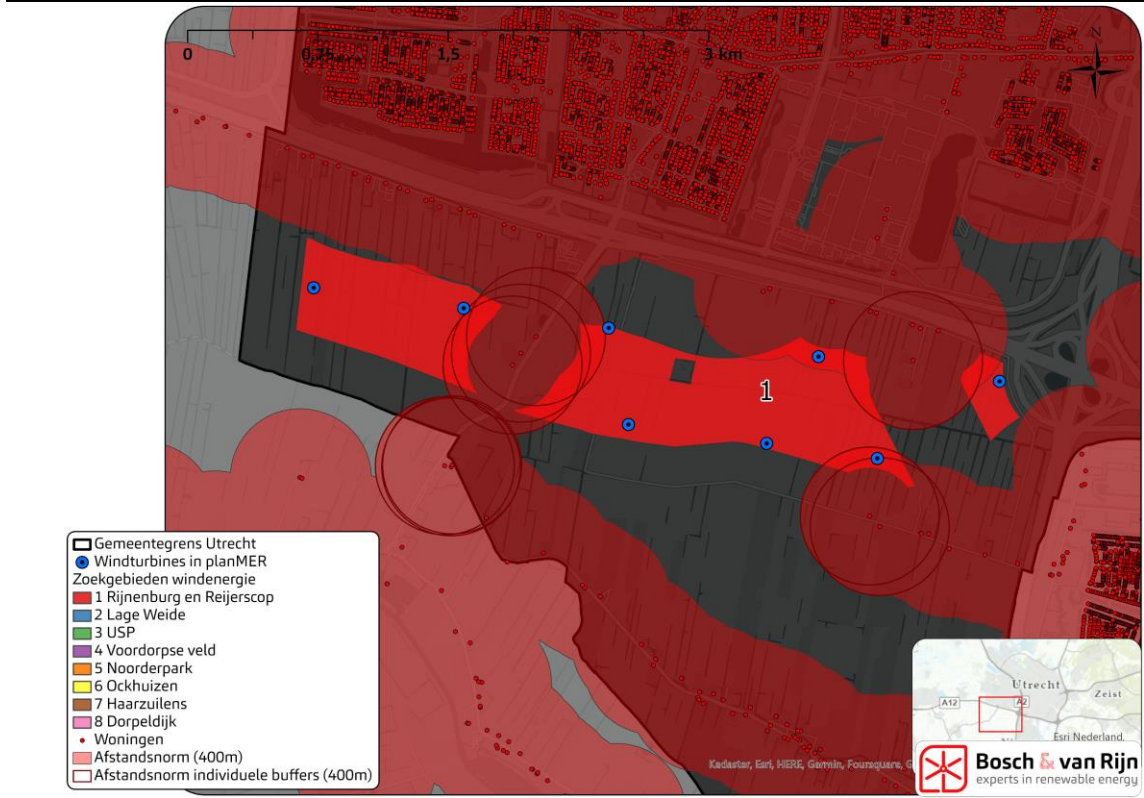 0 0,75 1,5 3 km
N
1
Gemeentegrens Utrecht
Windturbines in planMER
Zoekgebieden windenergie
1 Rijnenburg en Reijerscop
2 Lage Weide
3 USP
4 Voordorpse veld
5 Noorderpark
6 Ockhuizen
7 Haarzuilens
8 Dorpeldijk
Woningen
Afstandsnorm (400m)
Afstandsnorm individuele buffers (400m)
Utrecht
Zeist
A12
A2
Esri Nederland,
Kadaster, Esri, HERE, Garmin, Foursquare, G
Bosch & van Rijn
experts in renewable energy